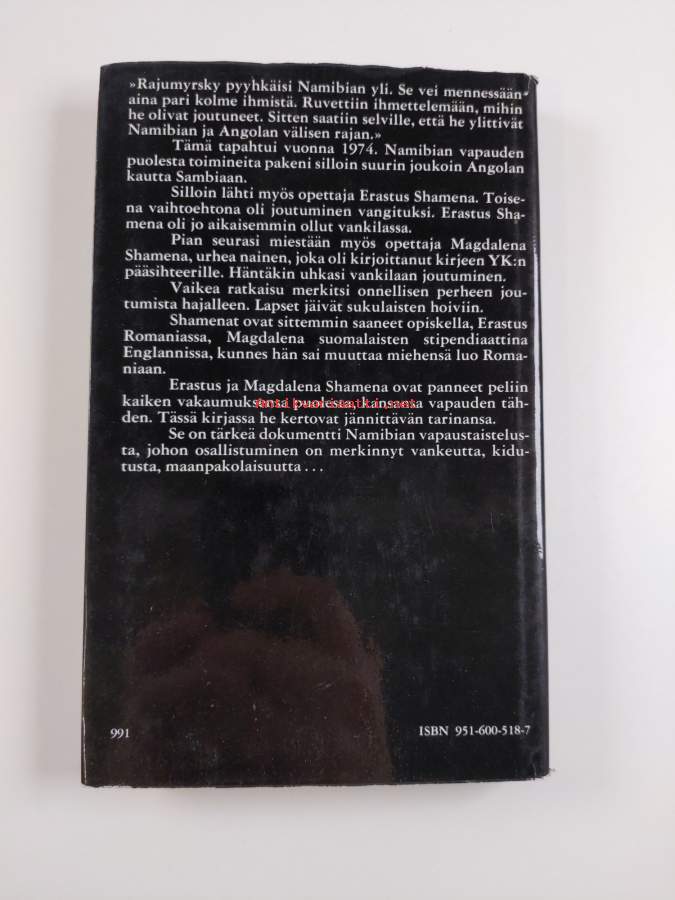 »Rajumyrsky pyyhkäisi Namibian yli. Se vei mennessään
aina pari kolme ihmistä. Ruvettiin ihmettelemään, mihin
he olivat joutuneet. Sitten saatiin selville, että he ylittivät
Namibian ja Angolan välisen rajan.»
Tämä tapahtui vuonna 1974. Namibian vapauden
puolesta toimineita pakeni silloin suurin joukoin Angolan
kautta Sambiaan.
Silloin lähti myös opettaja Erastus Shamena. Toise-
na vaihtoehtona oli joutuminen vangituksi. Erastus Sha-
mena oli jo aikaisemmin ollut vankilassa.
Pian seurasi miestään myös opettaja Magdalena
Shamena, urhea nainen, joka oli kirjoittanut kirjeen YK:n
pääsihteerille. Häntäkin uhkasi vankilaan joutuminen.
Vaikea ratkaisu merkitsi onnellisen perheen jou-
tumista hajalleen. Lapset jäivät sukulaisten hoiviin.
Shamenat ovat sittemmin saaneet opiskella, Erastus
Romaniassa, Magdalena suomalaisten stipendiaattina
Englannissa, kunnes hän sai muuttaa miehensä luo Roma-
niaan.
Erastus ja Magdalena Shamena ovat panneet peliin
kaiken vakaumuksensa puolesta, kansansa vapauden täh-
den. Tässä kirjassa he kertovat jännittävän tarinansa.
Se on tärkeä dokumentti Namibian vapaustaistelus-
ta, johon osallistuminen on merkinnyt vankeutta, kidu-
tusta, maanpakolaisuutta ...
991
ISBN 951-600-518-7